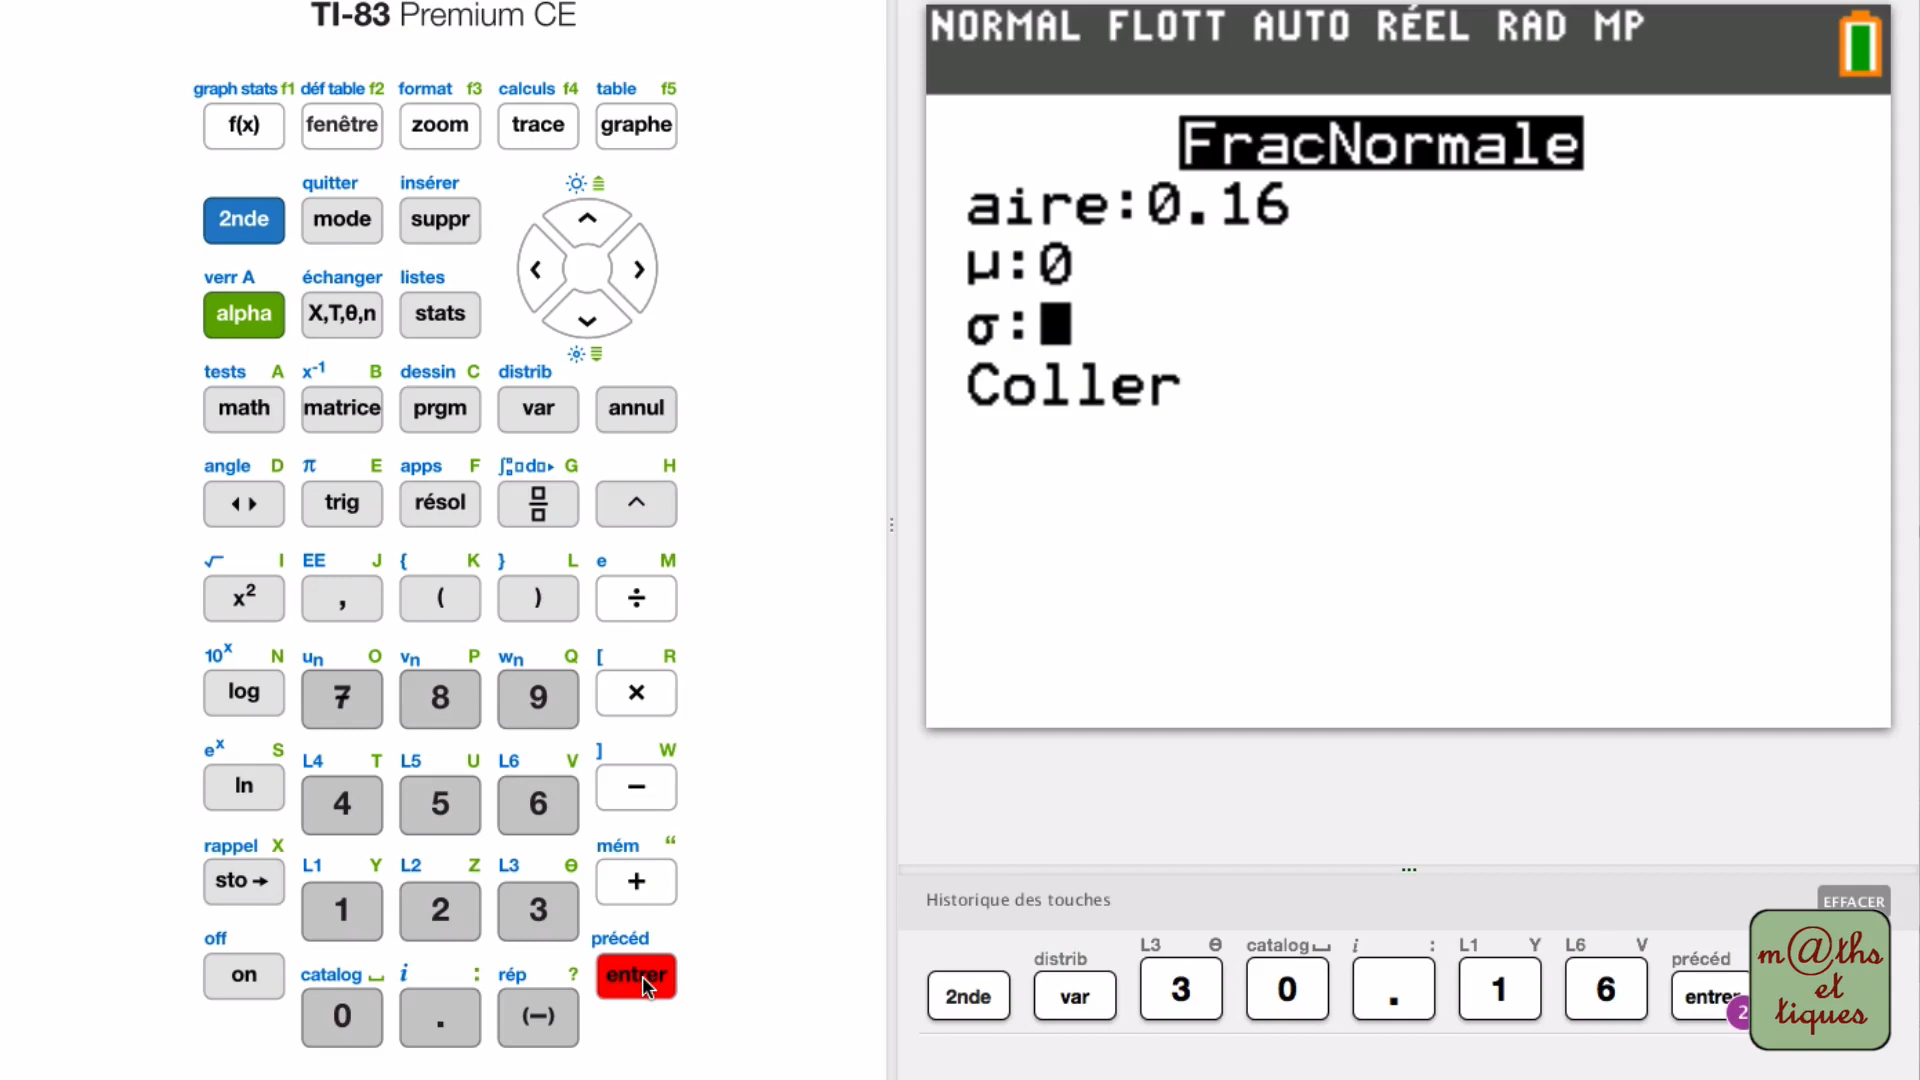 TI-83 Premium CE
graph stats f1 déf table f2 format f3 calculs f4 table f5
f(x) fenêtre zoom trace graphe
quitter insérer
2nde mode suppr
verr A échanger listes
alpha X,T,θ,n stats
tests A x⁻¹ B dessin C distrib
math matrice prgm var annul
angle D π E apps F G H
trig résol ^
√ I EE J { K } L e M
x² , ( ) ÷
10ˣ N un O vn P wn Q [ R
log 7 8 9 ×
eˣ S L4 T L5 U L6 V ] W
ln 4 5 6 −
rappel X L1 Y L2 Z L3 θ mém “
sto→ 1 2 3 +
off catalog i : rép ? précéd
on 0 . (−) entrer
NORMAL FLOTT AUTO RÉEL RAD MP
FracNormale
aire:0.16
μ:0
σ:
Coller
Historique des touches
EFFACER
distrib L3 θ catalog i : L1 Y L6 V précéd
2nde var 3 0 . 1 6 entrer 2
m@ths
et
tiques